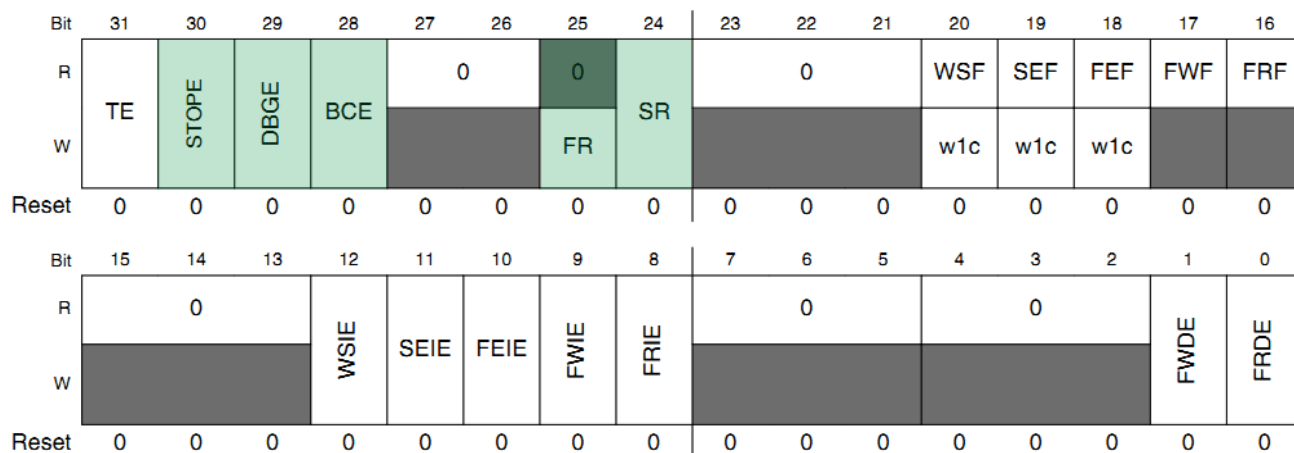 Bit 31 30 29 28 27 26 25 24 23 22 21 20 19 18 17 16
R TE STOPE DBGE BCE 0 0 SR 0 WSF SEF FEF FWF FRF
W FR w1c w1c w1c
Reset 0 0 0 0 0 0 0 0 0 0 0 0 0 0 0 0
Bit 15 14 13 12 11 10 9 8 7 6 5 4 3 2 1 0
R 0 WSIE SEIE FEIE FWIE FRIE 0 0 FWDE FRDE
W
Reset 0 0 0 0 0 0 0 0 0 0 0 0 0 0 0 0